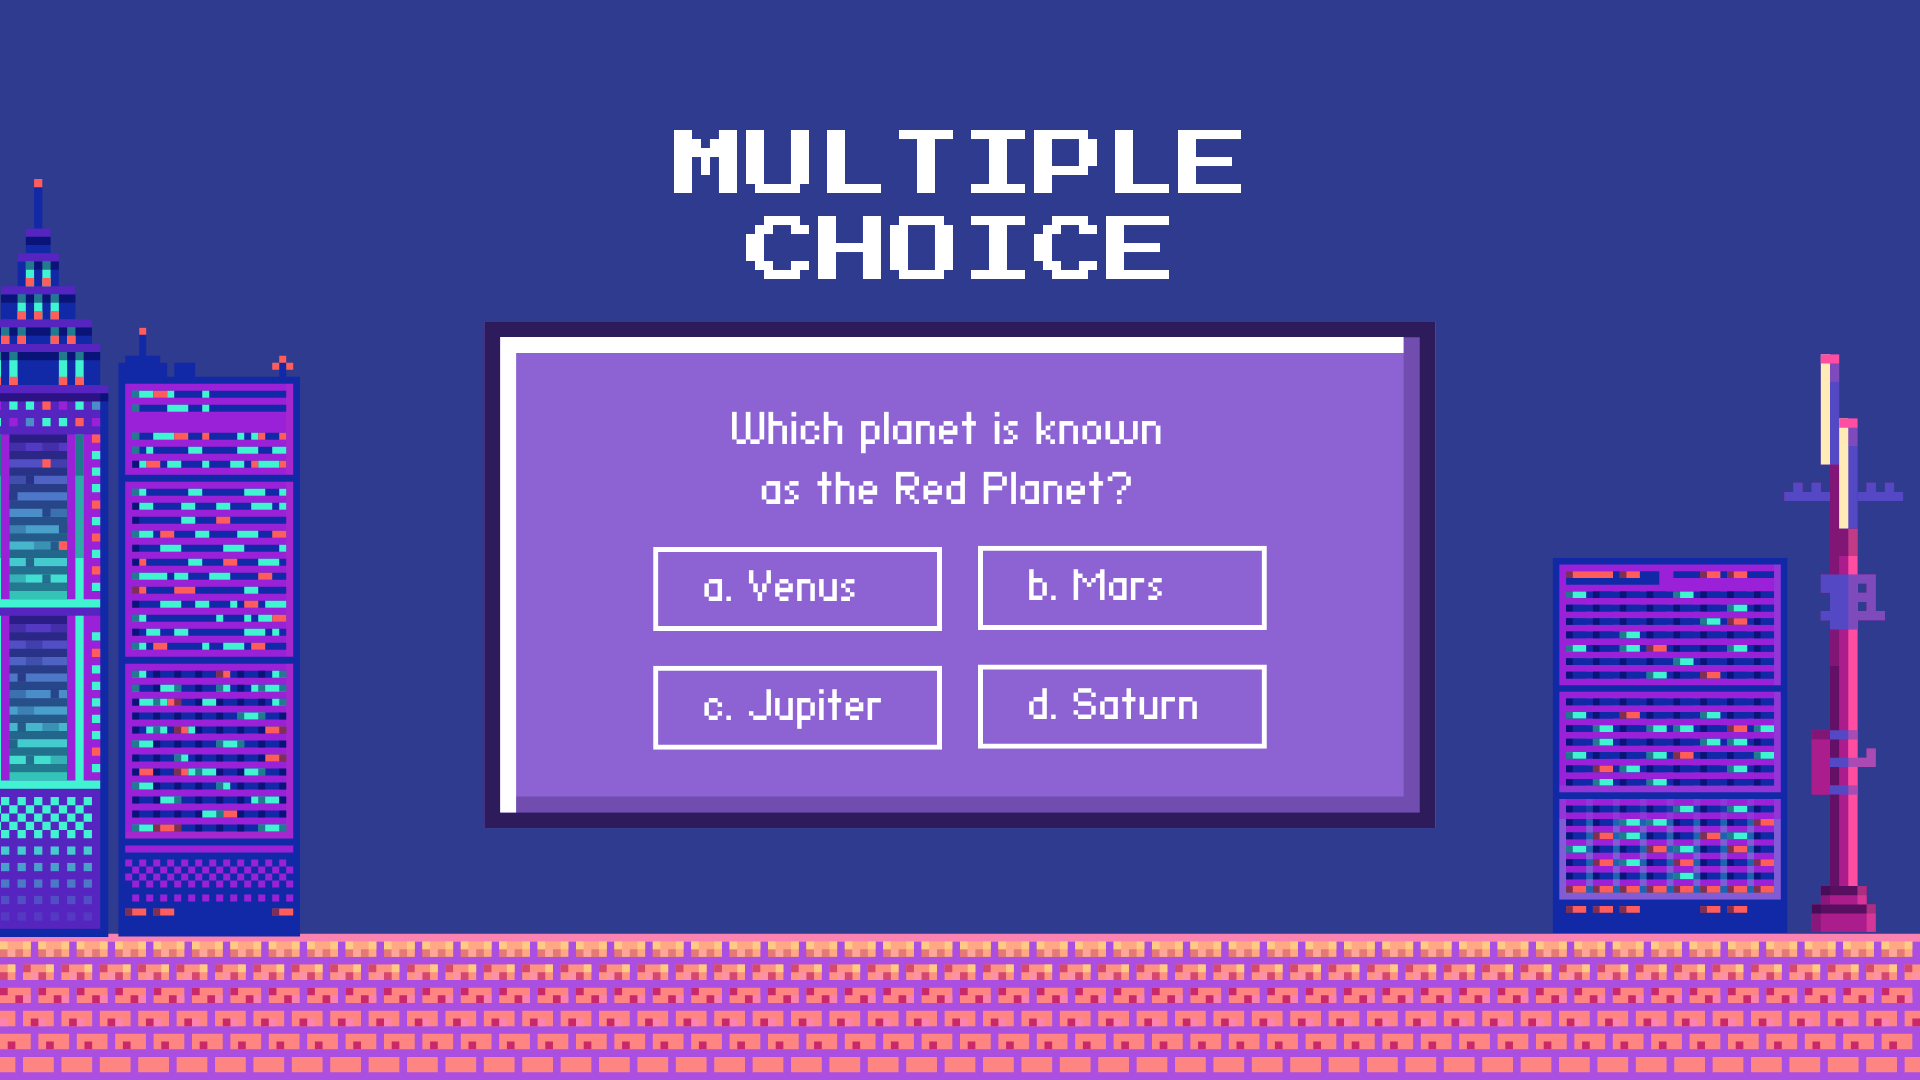 MULTIPLE
CHOICE
Which planet is known
as the Red Planet?
a. Venus
b. Mars
c. Jupiter
d. Saturn